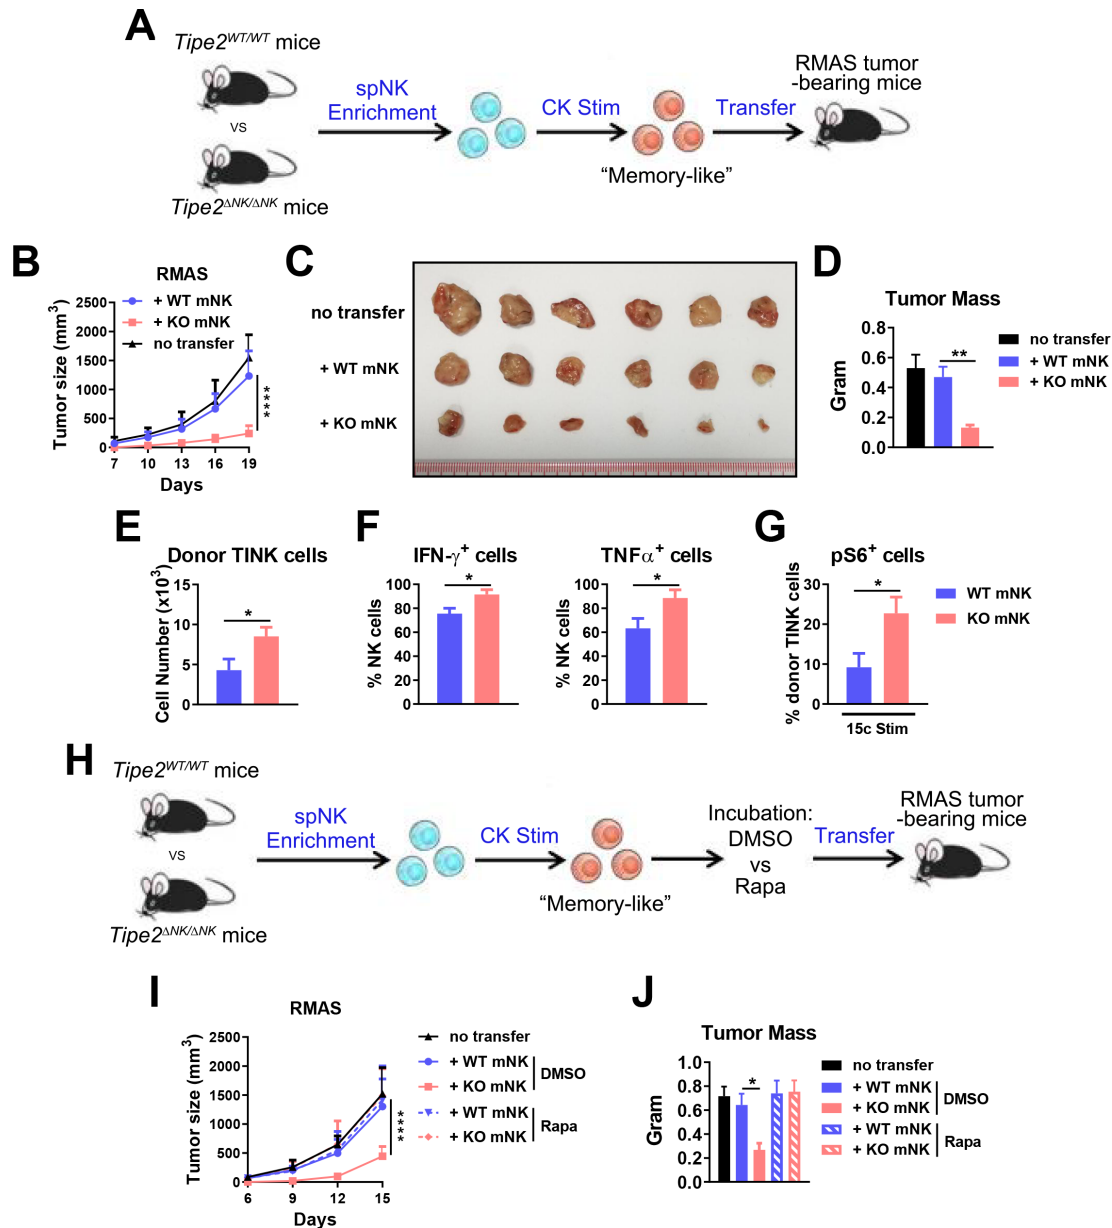 A
Tipe2WT/WT mice
vs
Tipe2ΔNK/ΔNK mice
spNK
Enrichment
CK Stim
“Memory-like”
Transfer
RMAS tumor
-bearing mice
B
RMAS
+ WT mNK
+ KO mNK
no transfer
Tumor size (mm3)
2500
2000
1500
1000
500
0
7 10 13 16 19
Days
****
C
no transfer
+ WT mNK
+ KO mNK
D
Tumor Mass
Gram
0.8
0.6
0.4
0.2
0.0
**
no transfer
+ WT mNK
+ KO mNK
E
Donor TINK cells
Cell Number (x103)
15
10
5
0
*
F
IFN-γ+ cells
% NK cells
100
80
60
40
20
0
*
TNFα+ cells
% NK cells
100
80
60
40
20
0
*
G
pS6+ cells
% donor TINK cells
30
20
10
0
*
15c Stim
WT mNK
KO mNK
H
Tipe2WT/WT mice
vs
Tipe2ΔNK/ΔNK mice
spNK
Enrichment
CK Stim
“Memory-like”
Incubation:
DMSO
vs
Rapa
Transfer
RMAS tumor
-bearing mice
I
RMAS
Tumor size (mm3)
2500
2000
1500
1000
500
0
6 9 12 15
Days
****
no transfer
+ WT mNK
+ KO mNK
DMSO
+ WT mNK
+ KO mNK
Rapa
J
Tumor Mass
Gram
1.0
0.8
0.6
0.4
0.2
0.0
*
no transfer
+ WT mNK
+ KO mNK
DMSO
+ WT mNK
+ KO mNK
Rapa